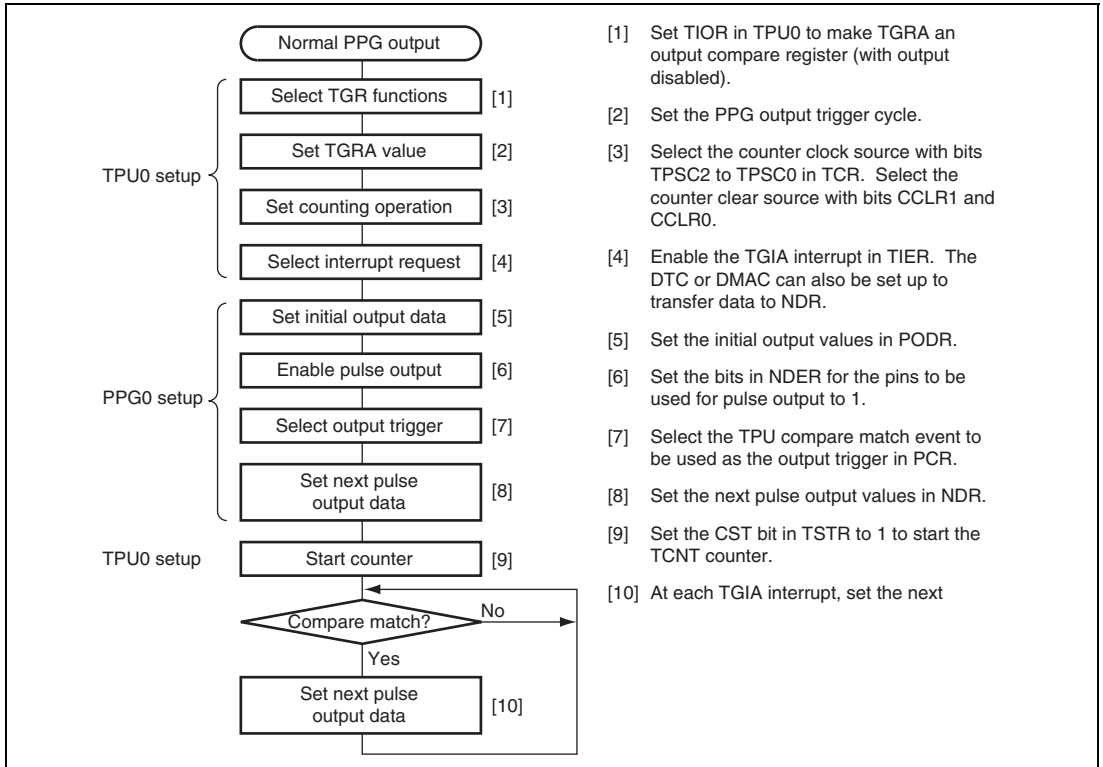 Normal PPG output
Select TGR functions [1]
Set TGRA value [2]
TPU0 setup
Set counting operation [3]
Select interrupt request [4]
Set initial output data [5]
Enable pulse output [6]
PPG0 setup
Select output trigger [7]
Set next pulse
output data
[8]
TPU0 setup
Start counter [9]
Compare match?
No
Yes
Set next pulse
output data
[10]
[1] Set TIOR in TPU0 to make TGRA an
output compare register (with output
disabled).
[2] Set the PPG output trigger cycle.
[3] Select the counter clock source with bits
TPSC2 to TPSC0 in TCR. Select the
counter clear source with bits CCLR1 and
CCLR0.
[4] Enable the TGIA interrupt in TIER. The
DTC or DMAC can also be set up to
transfer data to NDR.
[5] Set the initial output values in PODR.
[6] Set the bits in NDER for the pins to be
used for pulse output to 1.
[7] Select the TPU compare match event to
be used as the output trigger in PCR.
[8] Set the next pulse output values in NDR.
[9] Set the CST bit in TSTR to 1 to start the
TCNT counter.
[10] At each TGIA interrupt, set the next